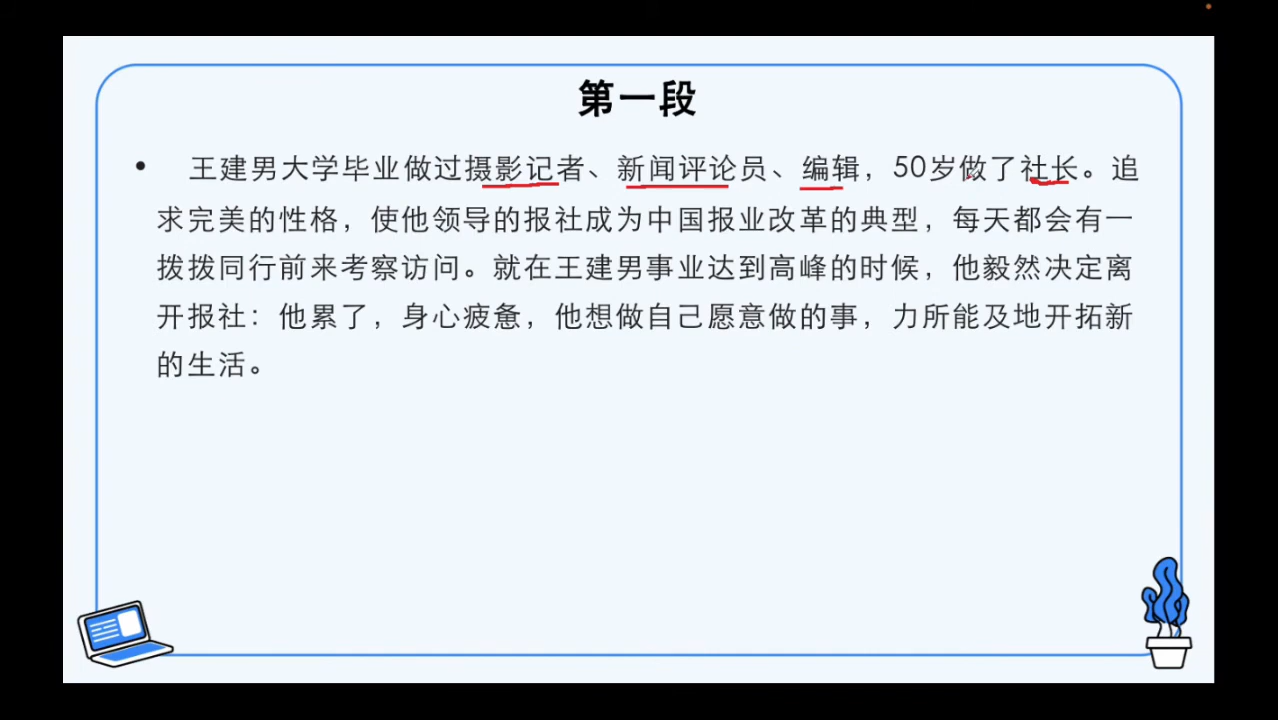 第一段
• 王建男大学毕业做过摄影记者、新闻评论员、编辑，50岁做了社长。追
求完美的性格，使他领导的报社成为中国报业改革的典型，每天都会有一
拨拨同行前来考察访问。就在王建男事业达到高峰的时候，他毅然决定离
开报社：他累了，身心疲惫，他想做自己愿意做的事，力所能及地开拓新
的生活。